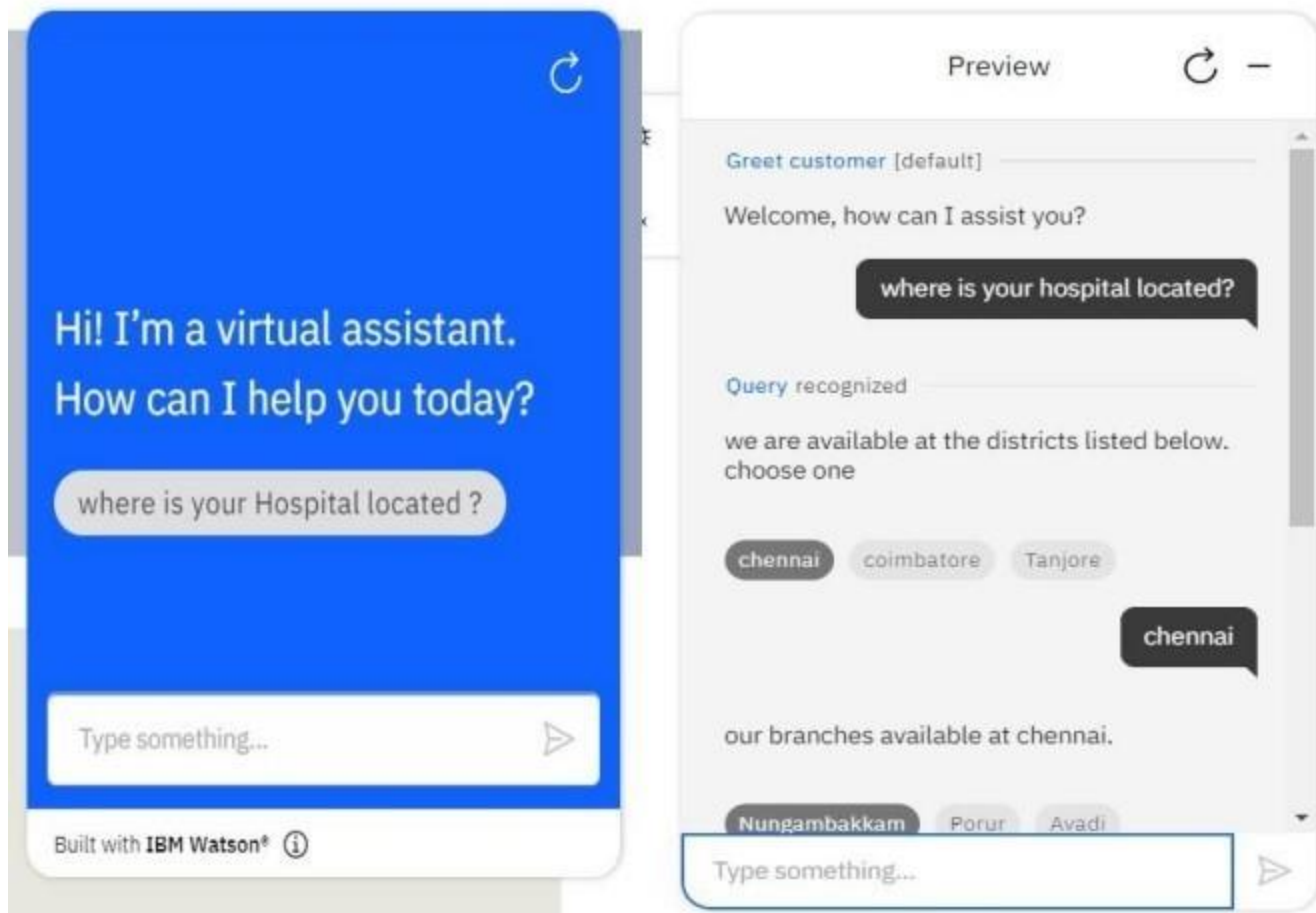 Hi! I'm a virtual assistant.
How can I help you today?
where is your Hospital located ?
Type something...
Built with IBM Watson®
Preview
Greet customer [default]
Welcome, how can I assist you?
where is your hospital located?
Query recognized
we are available at the districts listed below.
choose one
chennai coimbatore Tanjore
chennai
our branches available at chennai.
Nungambakkam Porur Avadi
Type something...